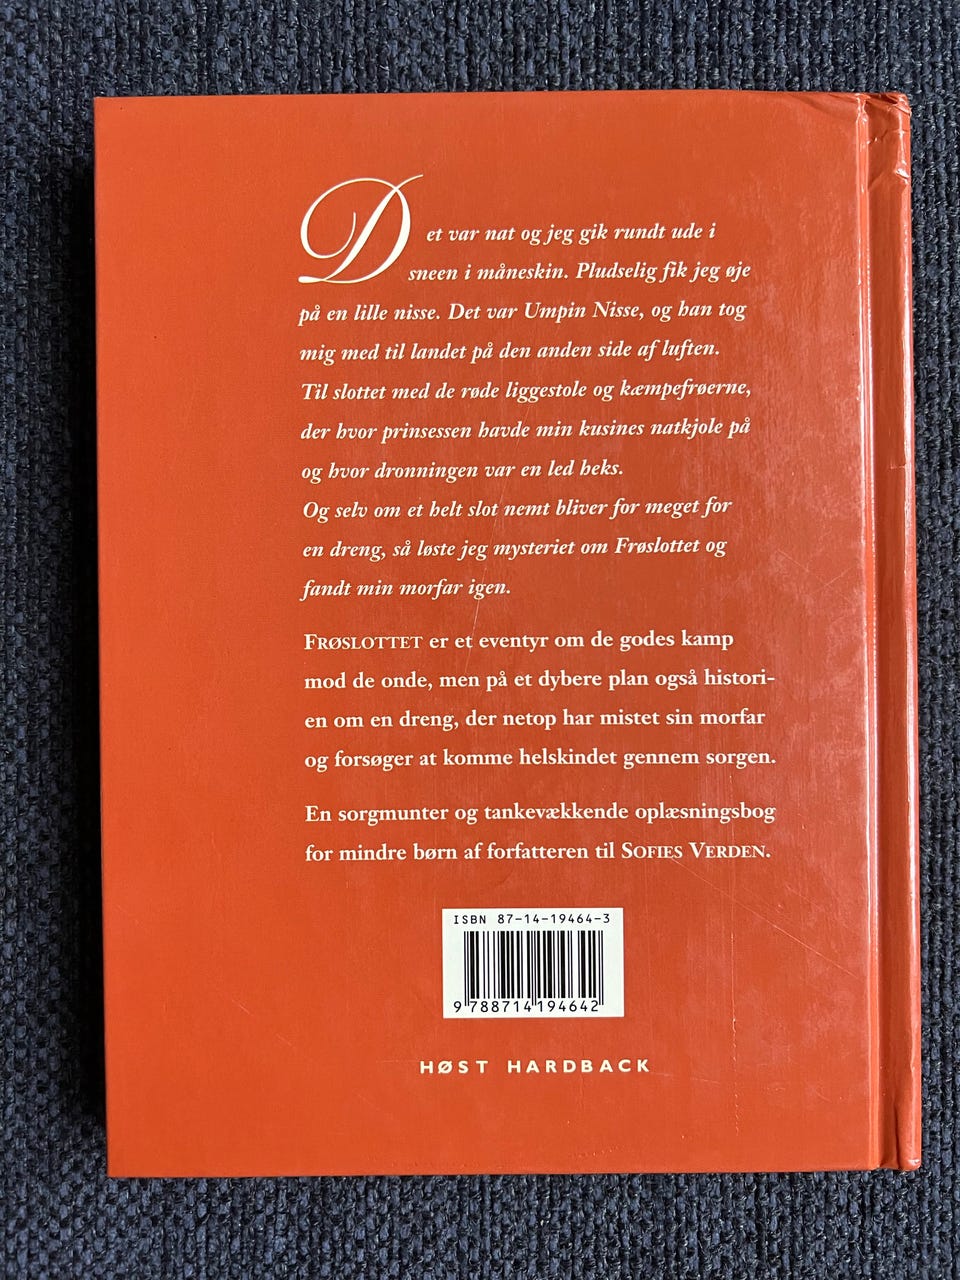 Det var nat og jeg gik rundt ude i
sneen i måneskin. Pludselig fik jeg øje
på en lille nisse. Det var Umpin Nisse, og han tog
mig med til landet på den anden side af luften.
Til slottet med de røde liggestole og kæmpefrøerne,
der hvor prinsessen havde min kusines natkjole på
og hvor dronningen var en led heks.
Og selv om et helt slot nemt bliver for meget for
en dreng, så løste jeg mysteriet om Frøslottet og
fandt min morfar igen.
FRØSLOTTET er et eventyr om de godes kamp
mod de onde, men på et dybere plan også histori-
en om en dreng, der netop har mistet sin morfar
og forsøger at komme helskindet gennem sorgen.
En sorgmunter og tankevækkende oplæsningsbog
for mindre børn af forfatteren til SOFIES VERDEN.
ISBN 87-14-19464-3
9 788714 194642
HØST HARDBACK